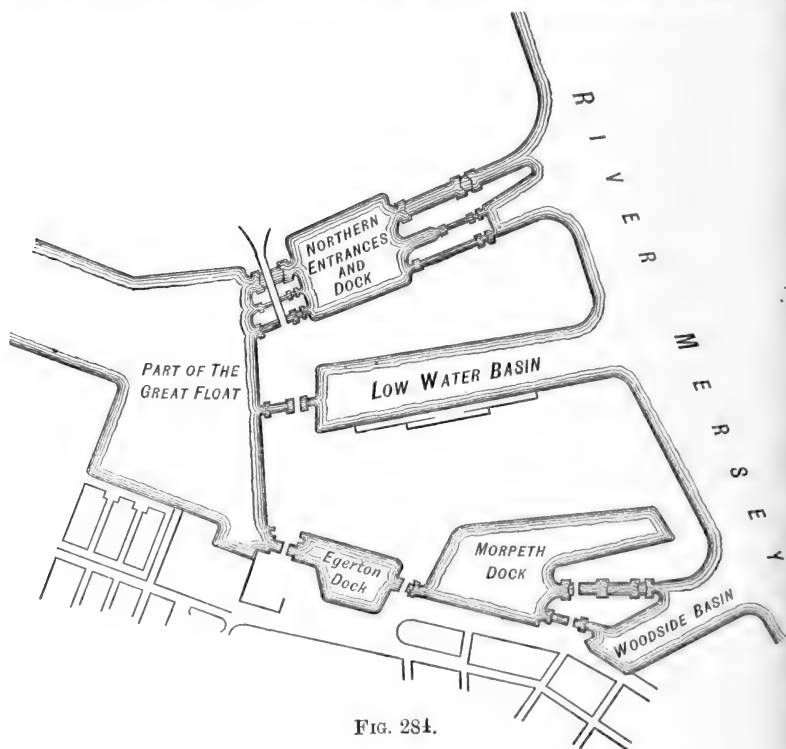 RIVER MERSEY
NORTHERN
ENTRANCES
AND
DOCK
PART OF THE
GREAT FLOAT
LOW WATER BASIN
Egerton
Dock
MORPETH
DOCK
WOODSIDE BASIN
FIG. 284.